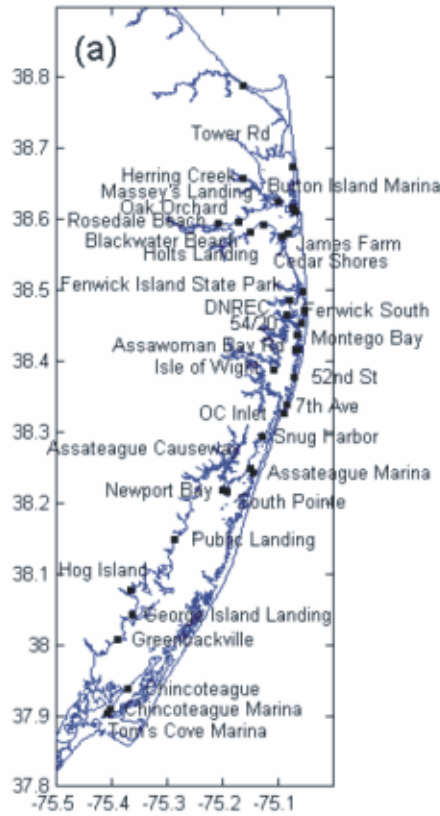 (a)
38.8
Tower Rd
38.7
Herring Creek
Massey's Landing
Burton Island Marina
Oak Orchard
38.6
Rosedale Beach
Blackwater Beach
James Farm
Holts Landing
Cedar Shores
Fenwick Island State Park
38.5
DNREC
Fenwick South
54/20
Assawoman Bay Rd
Montego Bay
38.4
Isle of Wight
52nd St
OC Inlet
7th Ave
38.3
Snug Harbor
Assateague Causeway
Assateague Marina
Newport Bay
South Pointe
38.2
Public Landing
38.1
Hog Island
George Island Landing
38
Greenbackville
Chincoteague
37.9
Chincoteague Marina
Tom's Cove Marina
37.8
-75.5 -75.4 -75.3 -75.2 -75.1